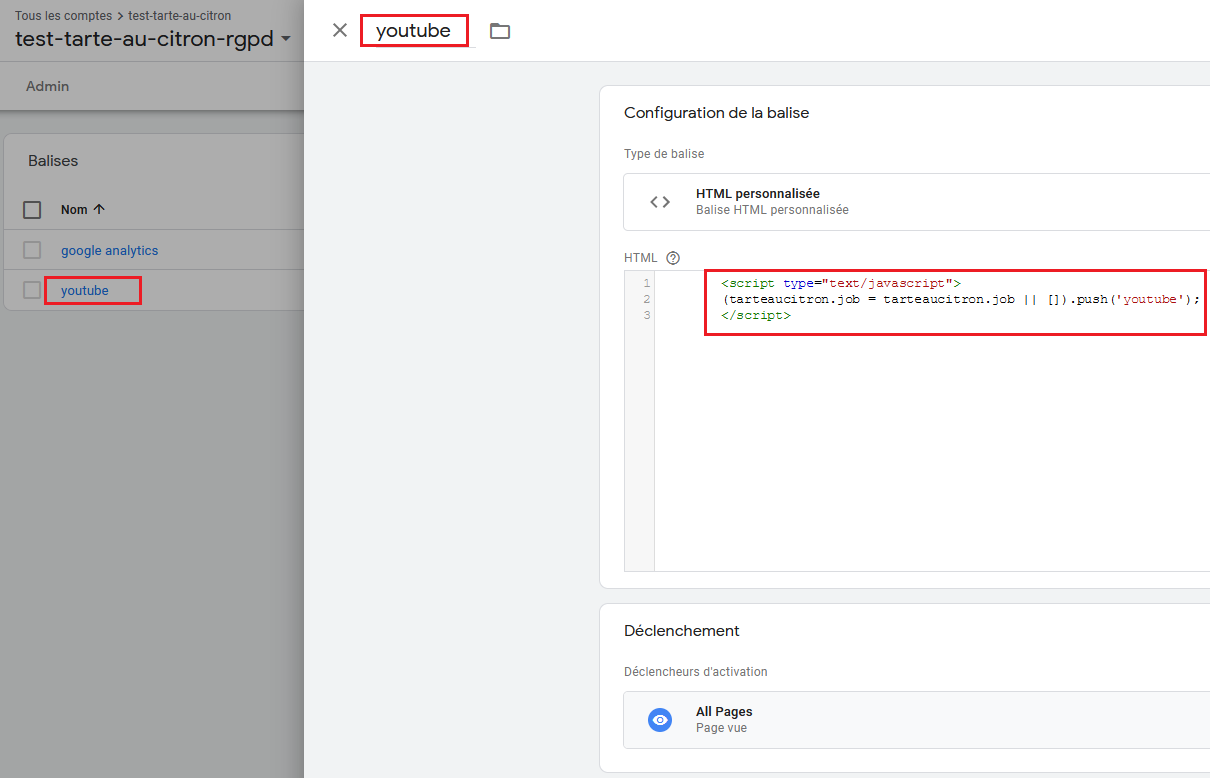 Tous les comptes > test-tarte-au-citron
test-tarte-au-citron-rgpd
Admin
Balises
Nom
google analytics
youtube
youtube
Configuration de la balise
Type de balise
HTML personnalisée
Balise HTML personnalisée
HTML
1 <script type="text/javascript">
2 (tarteaucitron.job = tarteaucitron.job || []).push('youtube');
3 </script>
Déclenchement
Déclencheurs d'activation
All Pages
Page vue